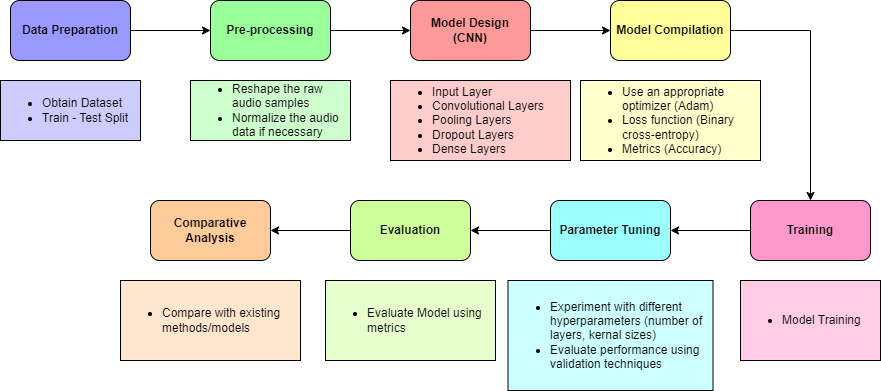 Data Preparation
Pre-processing
Model Design
(CNN)
Model Compilation
• Obtain Dataset
• Train - Test Split
• Reshape the raw
audio samples
• Normalize the audio
data if necessary
• Input Layer
• Convolutional Layers
• Pooling Layers
• Dropout Layers
• Dense Layers
• Use an appropriate
optimizer (Adam)
• Loss function (Binary
cross-entropy)
• Metrics (Accuracy)
Comparative
Analysis
Evaluation
Parameter Tuning
Training
• Compare with existing
methods/models
• Evaluate Model using
metrics
• Experiment with different
hyperparameters (number of
layers, kernal sizes)
• Evaluate performance using
validation techniques
• Model Training